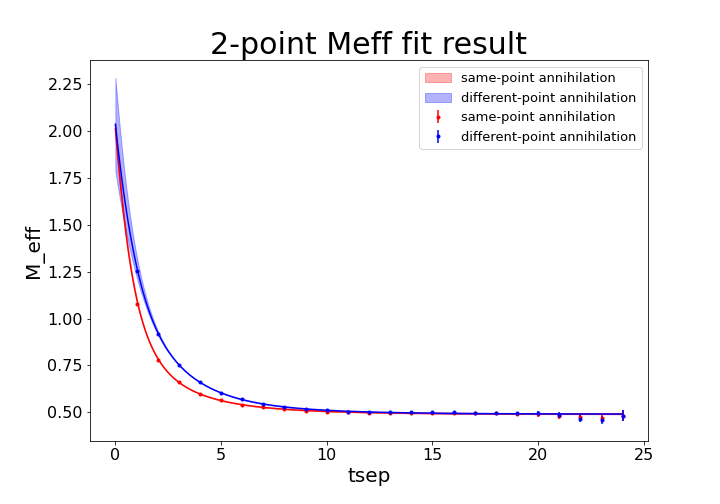 2-point Meff fit result
same-point annihilation
different-point annihilation
same-point annihilation
different-point annihilation
M_eff
2.25
2.00
1.75
1.50
1.25
1.00
0.75
0.50
0
5
10
15
20
25
tsep